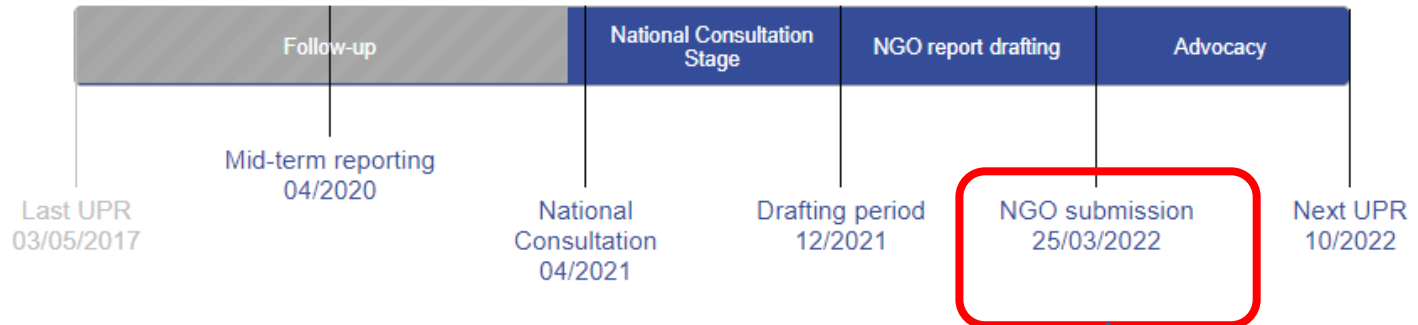 Follow-up
National Consultation
Stage
NGO report drafting
Advocacy
Mid-term reporting
04/2020
Last UPR
03/05/2017
National
Consultation
04/2021
Drafting period
12/2021
NGO submission
25/03/2022
Next UPR
10/2022